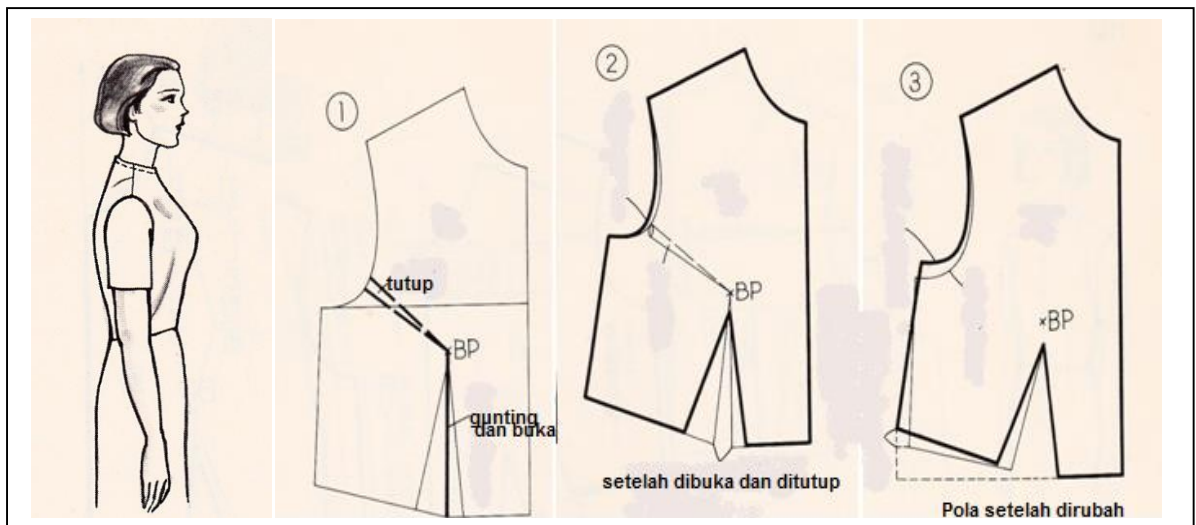 1
tutup
BP
gunting
dan buka
2
BP
setelah dibuka dan ditutup
3
BP
Pola setelah dirubah